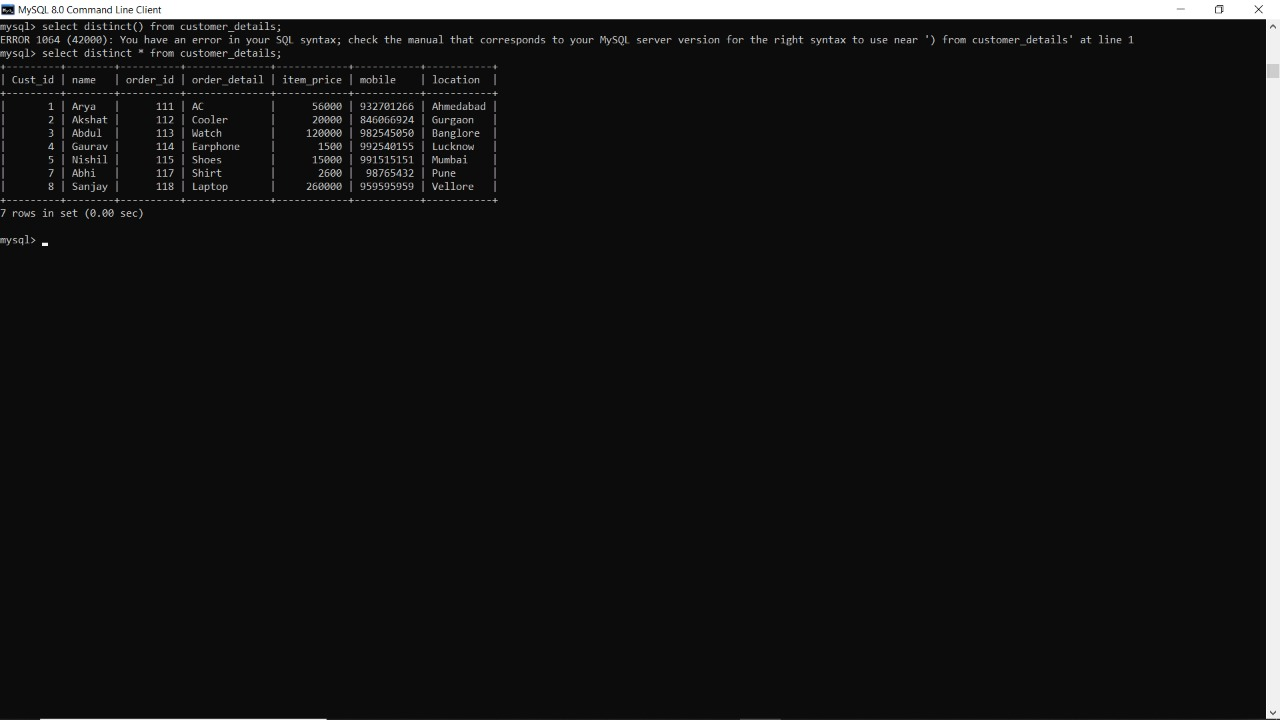 MySQL 8.0 Command Line Client
mysql> select distinct() from customer_details;
ERROR 1064 (42000): You have an error in your SQL syntax; check the manual that corresponds to your MySQL server version for the right syntax to use near ') from customer_details' at line 1
mysql> select distinct * from customer_details;
+---------+--------+----------+--------------+------------+-----------+-----------+
| Cust_id | name   | order_id | order_detail | item_price | mobile    | location  |
+---------+--------+----------+--------------+------------+-----------+-----------+
|       1 | Arya   |      111 | AC           |      56000 | 932701266 | Ahmedabad |
|       2 | Akshat |      112 | Cooler       |      20000 | 846066924 | Gurgaon   |
|       3 | Abdul  |      113 | Watch        |     120000 | 982545050 | Banglore  |
|       4 | Gaurav |      114 | Earphone     |       1500 | 992540155 | Lucknow   |
|       5 | Nishil |      115 | Shoes        |      15000 | 991515151 | Mumbai    |
|       7 | Abhi   |      117 | Shirt        |       2600 |  98765432 | Pune      |
|       8 | Sanjay |      118 | Laptop       |     260000 | 959595959 | Vellore   |
+---------+--------+----------+--------------+------------+-----------+-----------+
7 rows in set (0.00 sec)
mysql>